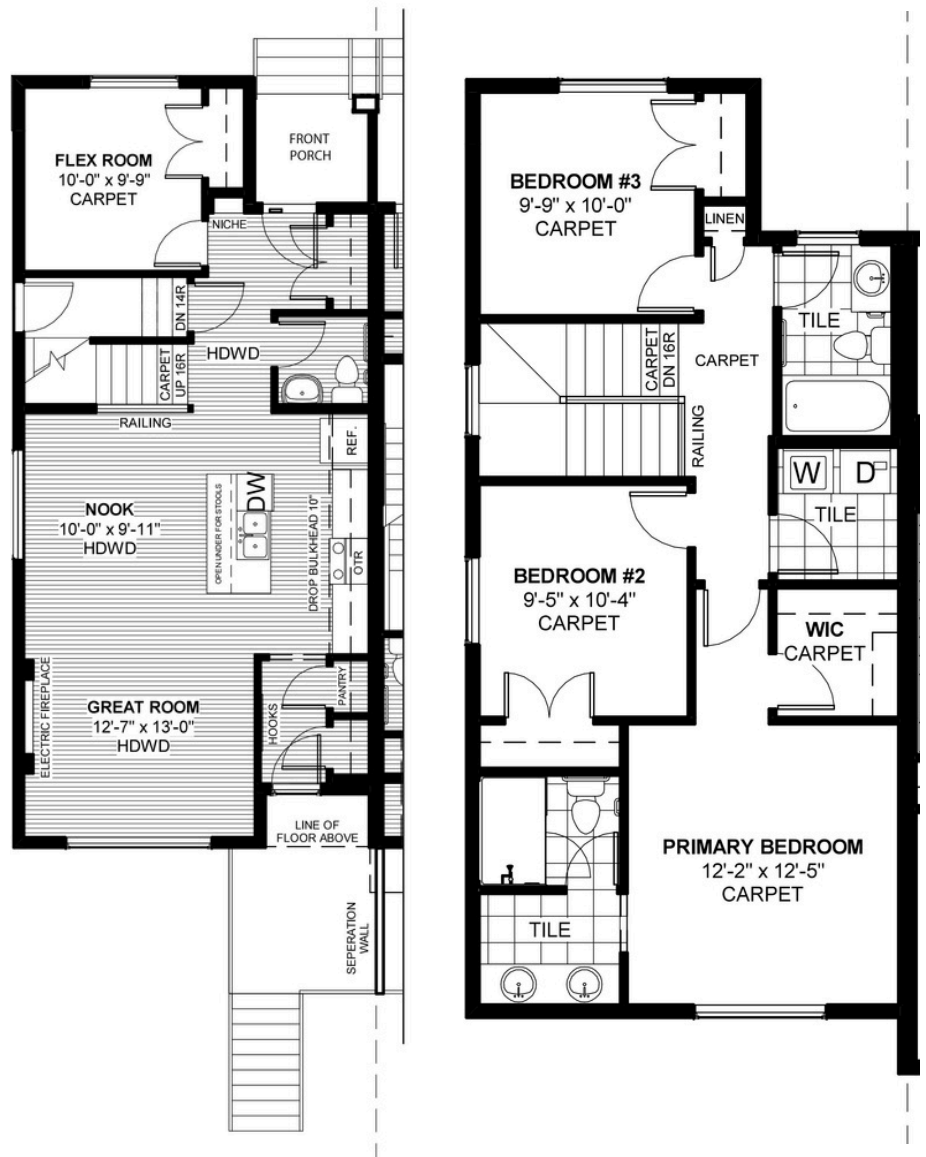 FLEX ROOM
10'-0" x 9'-9"
CARPET
FRONT
PORCH
NICHE
DN 14R
HDWD
CARPET
UP 16R
RAILING
REF.
DW
OPEN UNDER FOR STOOLS
NOOK
10'-0" x 9'-11"
HDWD
DROP BULKHEAD 10"
OTR
ELECTRIC FIREPLACE
GREAT ROOM
12'-7" x 13'-0"
HDWD
HOOKS
PANTRY
LINE OF
FLOOR ABOVE
SEPERATION
WALL
BEDROOM #3
9'-9" x 10'-0"
CARPET
LINEN
TILE
CARPET
DN 16R
CARPET
RAILING
W
D
TILE
BEDROOM #2
9'-5" x 10'-4"
CARPET
WIC
CARPET
PRIMARY BEDROOM
12'-2" x 12'-5"
CARPET
TILE